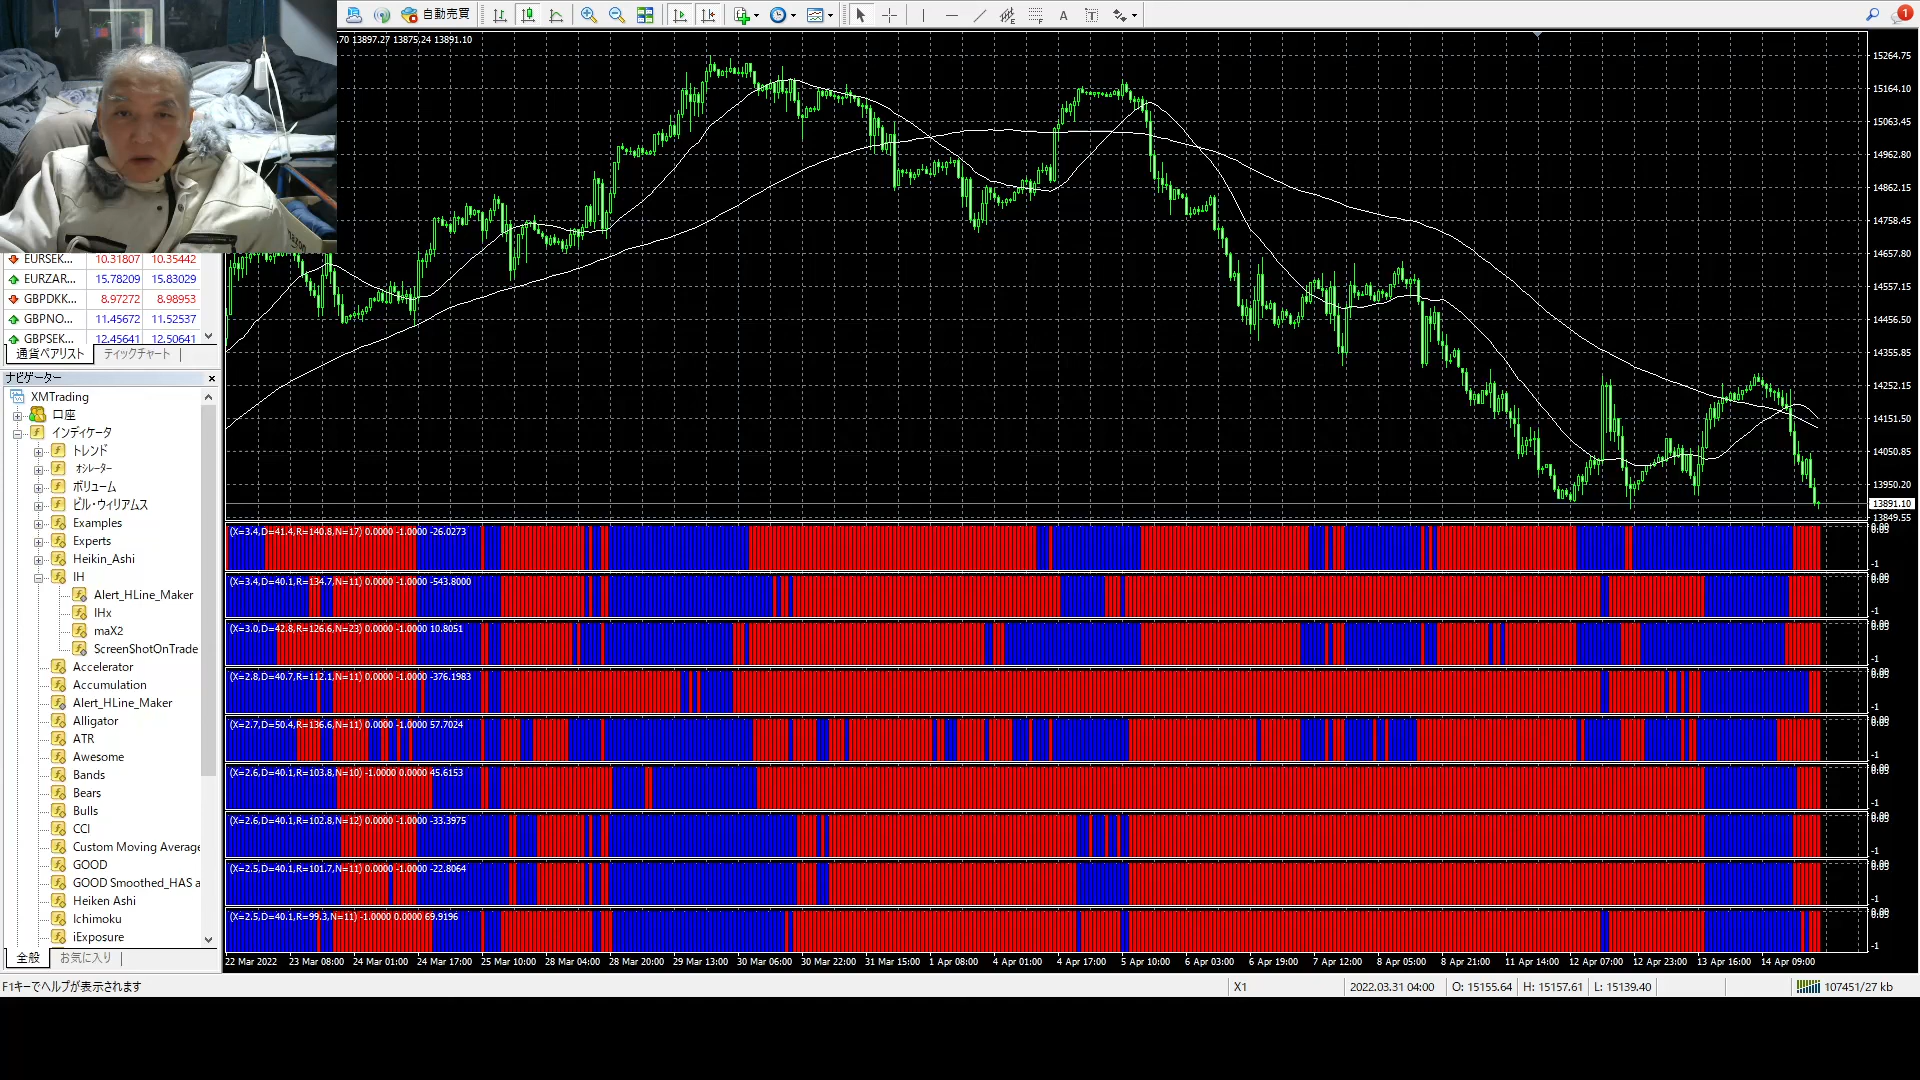 自動売買
1
.70 13897.27 13875.24 13891.10
15264.75
15164.10
15063.45
14962.80
14862.15
14758.45
14657.80
14557.15
14456.50
14355.85
14252.15
14151.50
14050.85
13950.20
13891.10
13849.55
EURSEK... 10.31807 10.35442
EURZAR... 15.78209 15.83029
GBPDKK... 8.97272 8.98953
GBPNO... 11.45672 11.52537
GBPSEK... 12.45641 12.50641
通貨ペアリスト | ティックチャート |
ナビゲーター
XMTrading
口座
インディケータ
トレンド
オシレーター
ボリューム
ビル・ウィリアムス
Examples
Experts
Heikin_Ashi
IH
Alert_HLine_Maker
IHx
maX2
ScreenShotOnTrade
Accelerator
Accumulation
Alert_HLine_Maker
Alligator
ATR
Awesome
Bands
Bears
Bulls
CCI
Custom Moving Average
GOOD
GOOD Smoothed_HAS a
Heiken Ashi
Ichimoku
iExposure
全般 | お気に入り |
(X=3.4,D=41.4,R=140.8,N=17) 0.0000 -1.0000 -26.0273
-1
(X=3.4,D=40.1,R=134.7,N=11) 0.0000 -1.0000 -543.8000
-1
(X=3.0,D=42.8,R=126.6,N=23) 0.0000 -1.0000 10.8051
-1
(X=2.8,D=40.7,R=112.1,N=11) 0.0000 -1.0000 -376.1983
-1
(X=2.7,D=50.4,R=136.6,N=11) 0.0000 -1.0000 57.7024
-1
(X=2.6,D=40.1,R=103.8,N=10) -1.0000 0.0000 45.6153
-1
(X=2.6,D=40.1,R=102.8,N=12) 0.0000 -1.0000 -33.3975
-1
(X=2.5,D=40.1,R=101.7,N=11) 0.0000 -1.0000 -22.8064
-1
(X=2.5,D=40.1,R=99.3,N=11) -1.0000 0.0000 69.9196
-1
22 Mar 2022 23 Mar 08:00 24 Mar 01:00 24 Mar 17:00 25 Mar 10:00 28 Mar 04:00 28 Mar 20:00 29 Mar 13:00 30 Mar 06:00 30 Mar 22:00 31 Mar 15:00 1 Apr 08:00 4 Apr 01:00 4 Apr 17:00 5 Apr 10:00 6 Apr 03:00 6 Apr 19:00 7 Apr 12:00 8 Apr 05:00 8 Apr 21:00 11 Apr 14:00 12 Apr 07:00 12 Apr 23:00 13 Apr 16:00 14 Apr 09:00
F1キーでヘルプが表示されます X1 2022.03.31 04:00 O: 15155.64 H: 15157.61 L: 15139.40 107451/27 kb